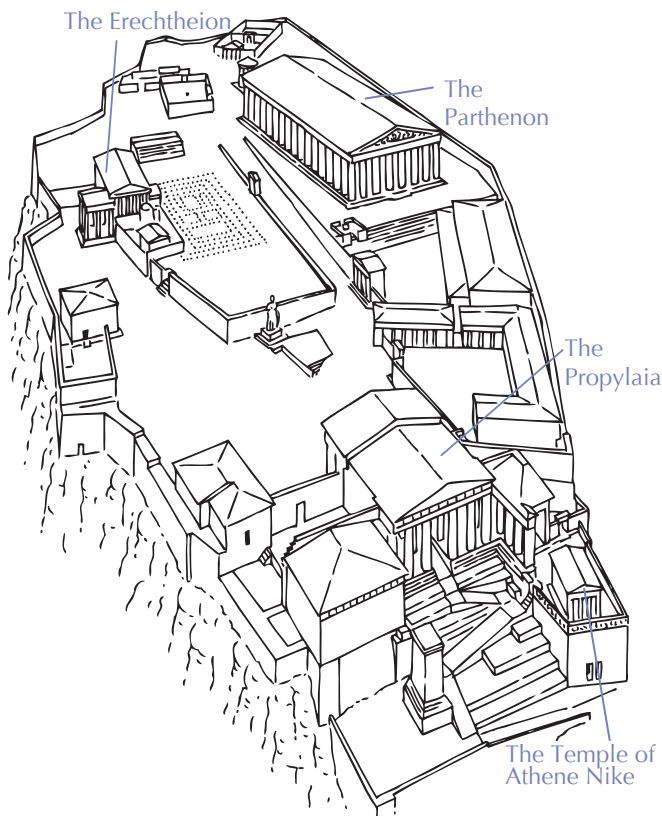 The Erechtheion
The
Parthenon
The
Propylaia
The Temple of
Athene Nike